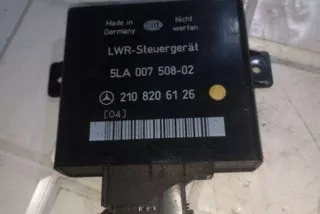 Made in Germany
Nicht werfen
LWR-Steuergerät
5LA 007 508-02
210 820 61 26
[04]